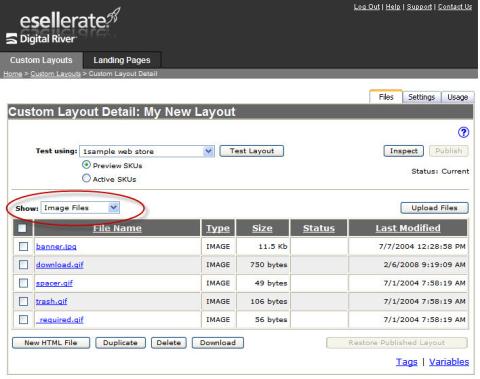 Log Out | Help | Support | Contact Us
esellerate
Digital River
Custom Layouts Landing Pages
Home > Custom Layouts > Custom Layout Detail
Files Settings Usage
Custom Layout Detail: My New Layout
?
Test using: 1sample web store Test Layout Inspect Publish
Preview SKUs
Active SKUs
Status: Current
Show: Image Files Upload Files
File Name Type Size Status Last Modified
banner.jpg IMAGE 11.5 Kb 7/7/2004 12:28:58 PM
download.gif IMAGE 750 bytes 2/6/2008 9:19:09 AM
spacer.gif IMAGE 49 bytes 7/1/2004 7:58:19 AM
trash.gif IMAGE 106 bytes 7/1/2004 7:58:19 AM
_required.gif IMAGE 56 bytes 7/1/2004 7:58:19 AM
New HTML File Duplicate Delete Download Restore Published Layout
Tags | Variables